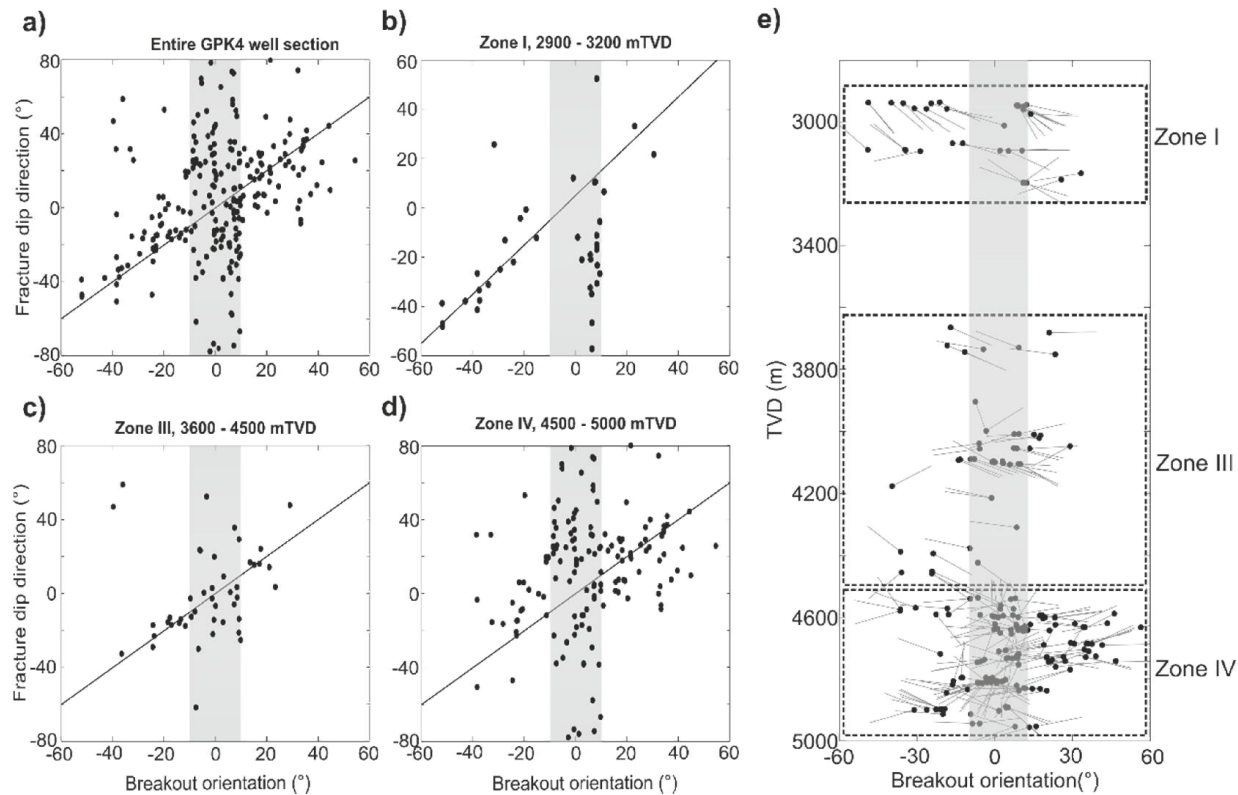 a)
Entire GPK4 well section
80
40
0
-40
-80
-60 -40 -20 0 20 40 60
Fracture dip direction (°)
b)
Zone I, 2900 - 3200 mTVD
60
40
20
0
-20
-40
-60
-60 -40 -20 0 20 40 60
c)
Zone III, 3600 - 4500 mTVD
80
40
0
-40
-80
-60 -40 -20 0 20 40 60
Fracture dip direction (°)
Breakout orientation (°)
d)
Zone IV, 4500 - 5000 mTVD
80
40
0
-40
-80
-60 -40 -20 0 20 40 60
Breakout orientation (°)
e)
3000
3400
3800
4200
4600
5000
TVD (m)
Zone I
Zone III
Zone IV
-60 -30 0 30 60
Breakout orientation(°)